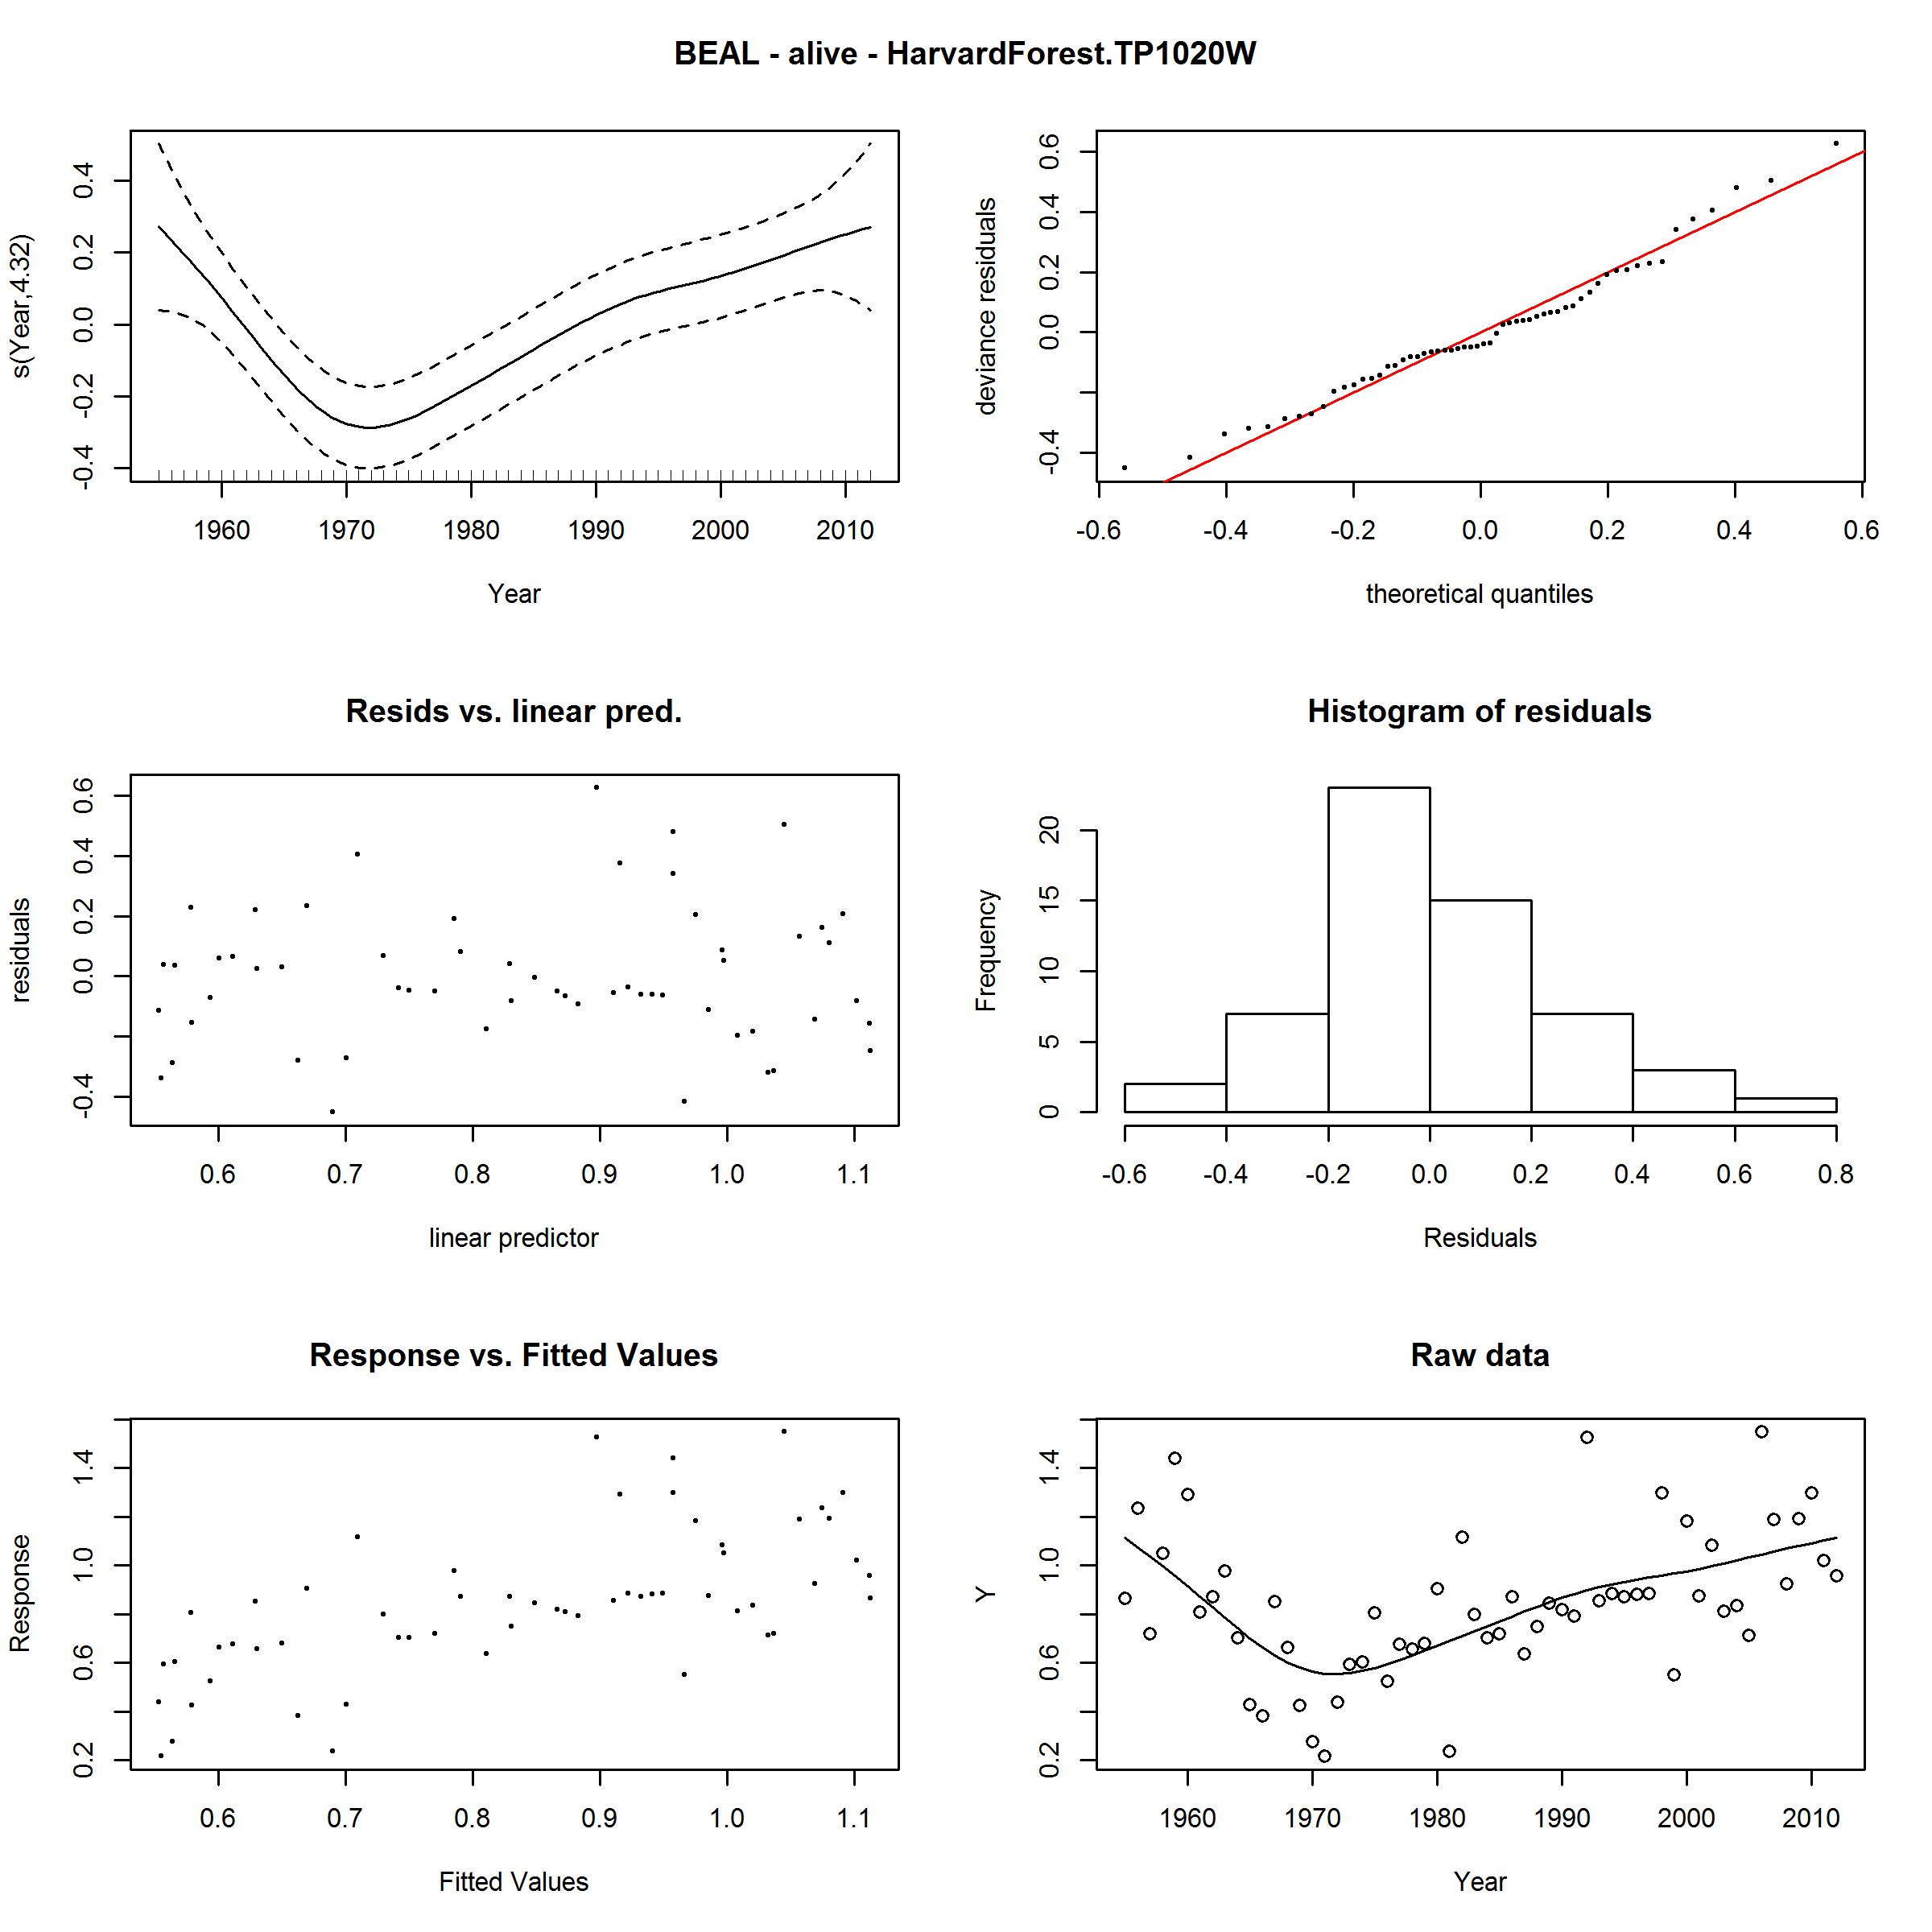 BEAL - alive - HarvardForest.TP1020W
s(Year,4.32)
0.4
0.2
0.0
-0.2
-0.4
1960 1970 1980 1990 2000 2010
Year
deviance residuals
0.6
0.4
0.2
0.0
-0.4
-0.6 -0.4 -0.2 0.0 0.2 0.4 0.6
theoretical quantiles
Resids vs. linear pred.
residuals
0.6
0.4
0.2
0.0
-0.4
0.6 0.7 0.8 0.9 1.0 1.1
linear predictor
Histogram of residuals
Frequency
20
15
10
5
0
-0.6 -0.4 -0.2 0.0 0.2 0.4 0.6 0.8
Residuals
Response vs. Fitted Values
Response
1.4
1.0
0.6
0.2
0.6 0.7 0.8 0.9 1.0 1.1
Fitted Values
Raw data
Y
1.4
1.0
0.6
0.2
1960 1970 1980 1990 2000 2010
Year